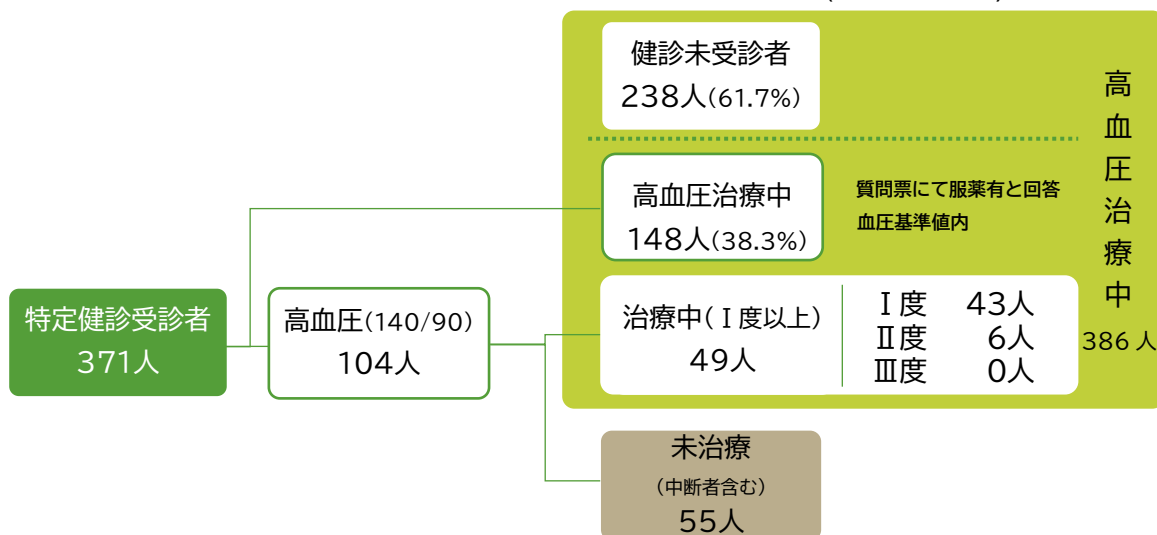 健診未受診者
238人(61.7%)
高血圧治療中
148人(38.3%)
質問票にて服薬有と回答
血圧基準値内
高血圧治療中
386人
特定健診受診者
371人
高血圧(140/90)
104人
治療中(Ⅰ度以上)
49人
Ⅰ度 43人
Ⅱ度 6人
Ⅲ度 0人
未治療
(中断者含む)
55人